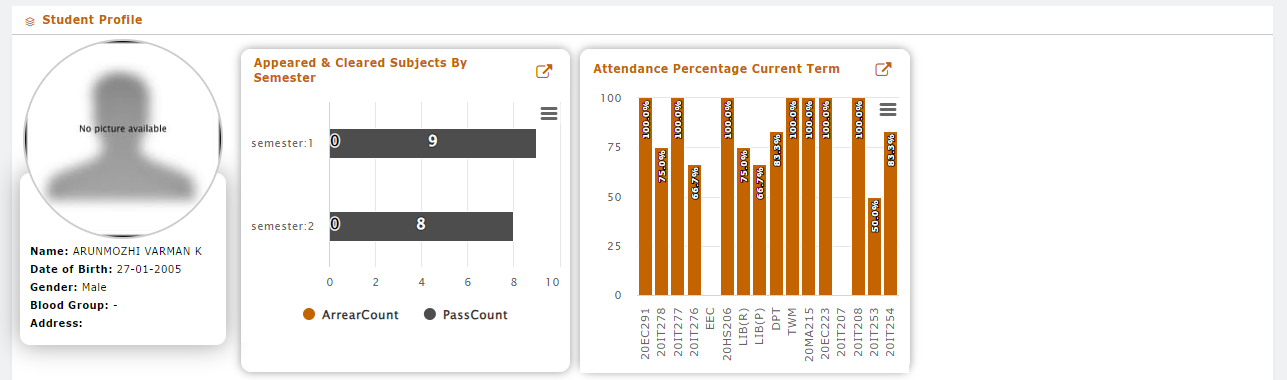 Student Profile
No picture available
Name: ARUNMOZHI VARMAN K
Date of Birth: 27-01-2005
Gender: Male
Blood Group: -
Address:
Appeared & Cleared Subjects By
Semester
semester:1
0
9
semester:2
0
8
0 2 4 6 8 10
ArrearCount PassCount
Attendance Percentage Current Term
100
75
50
25
0
100.0%
75.0%
100.0%
66.7%
100.0%
75.0%
66.7%
83.3%
100.0%
100.0%
100.0%
100.0%
50.0%
83.3%
20EC291
20IT278
20IT277
20IT276
EEC
20HS206
LIB(R)
LIB(P)
DPT
TWM
20MA215
20EC223
20IT207
20IT208
20IT253
20IT254